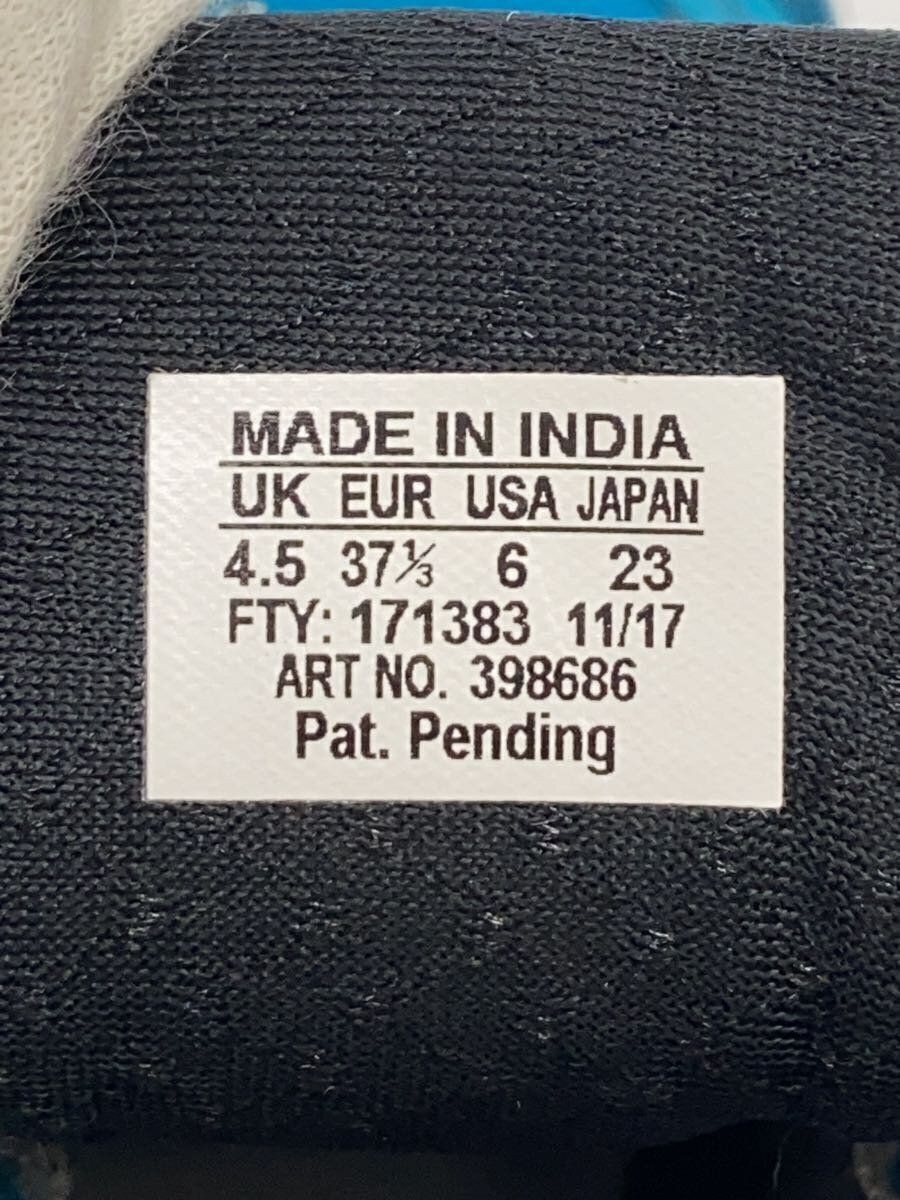 MADE IN INDIA
UK EUR USA JAPAN
4.5 37⅓ 6 23
FTY: 171383 11/17
ART NO. 398686
Pat. Pending